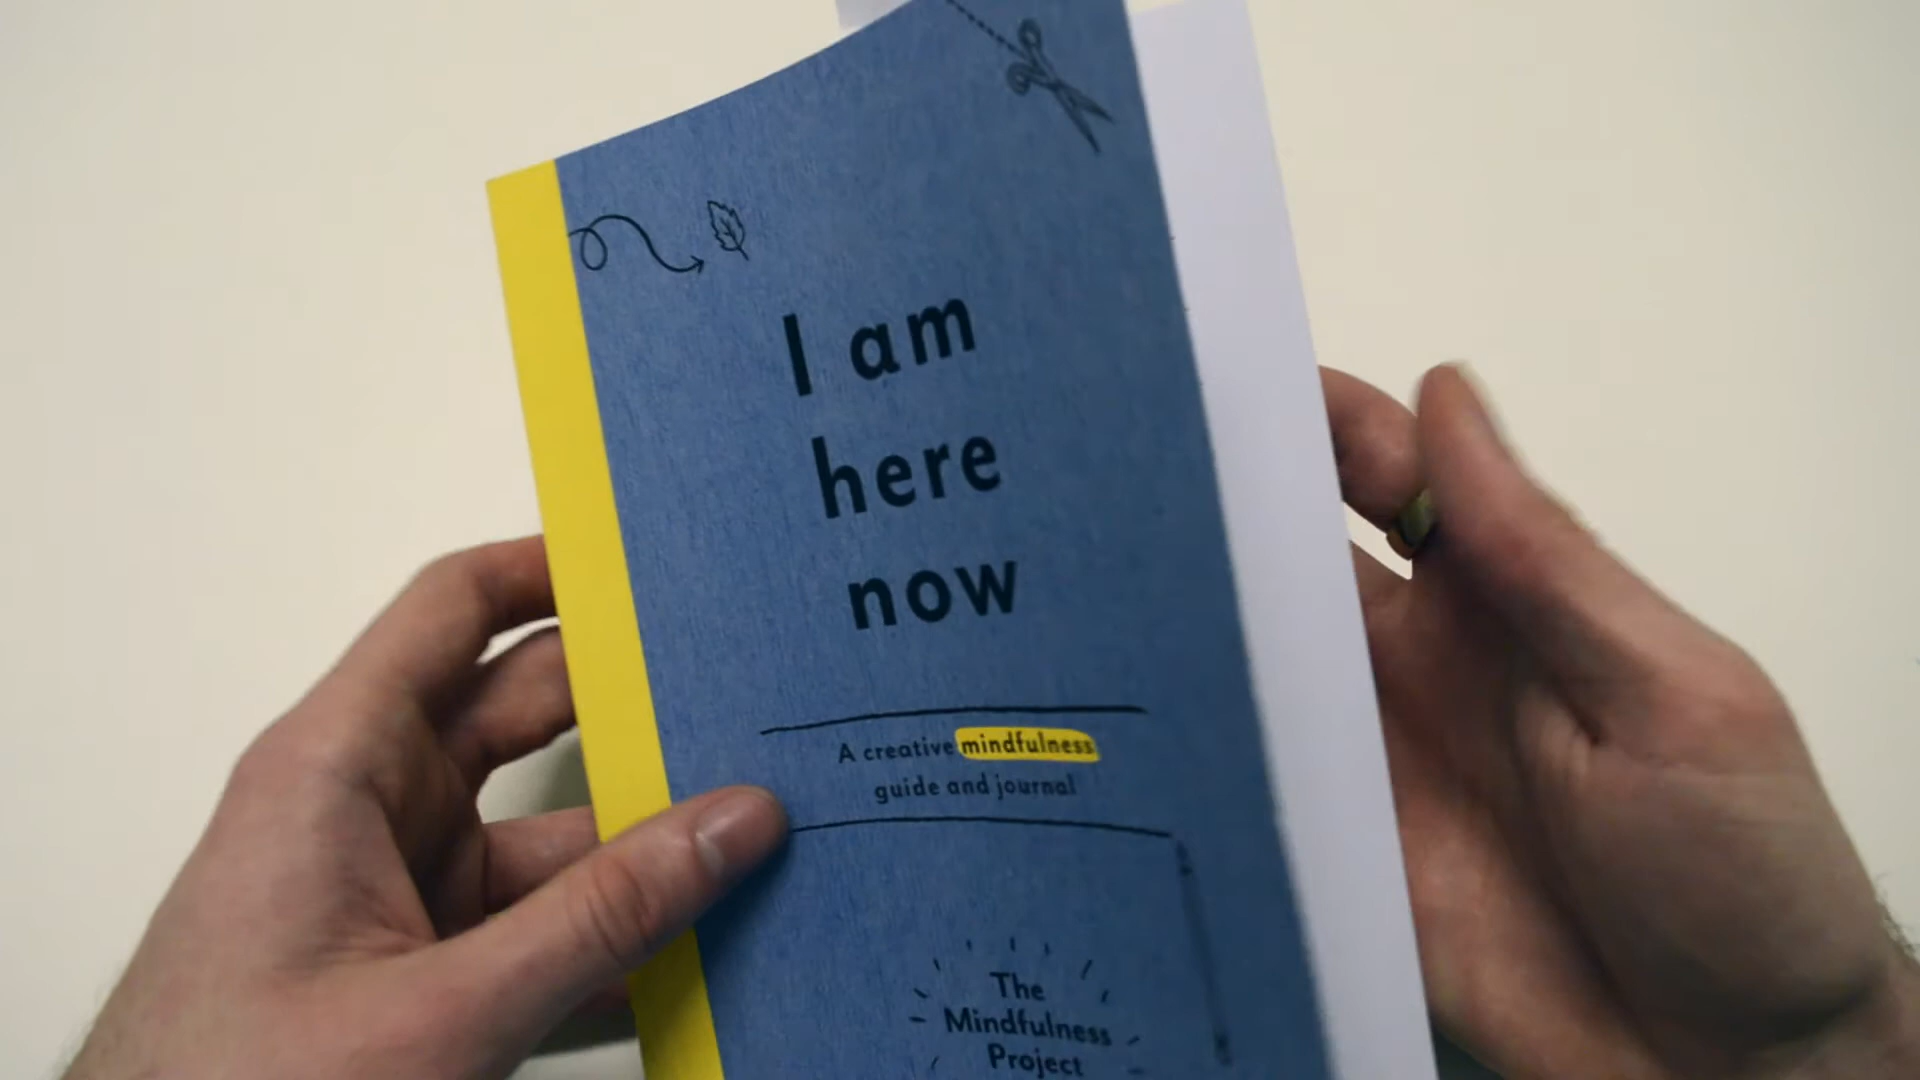 I am
here
now
A creative mindfulness
guide and journal
The
Mindfulness
Project